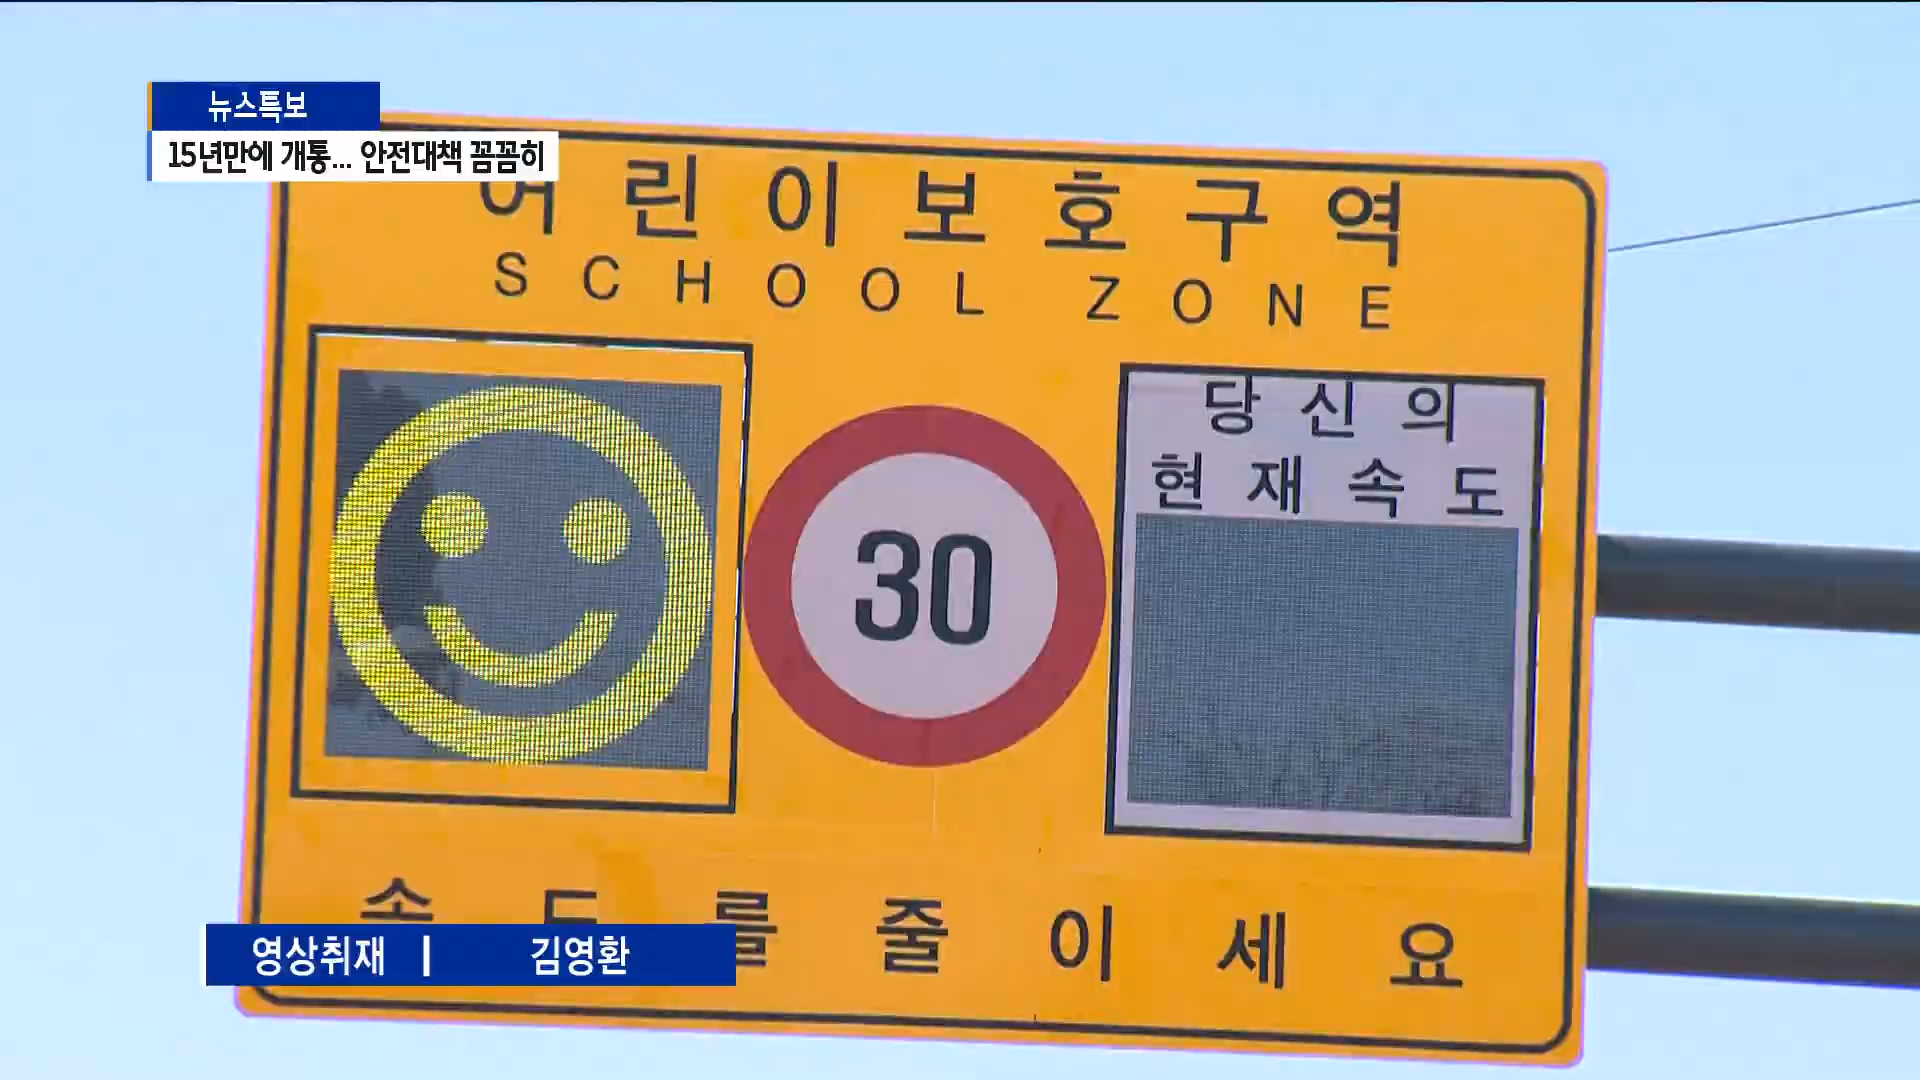 뉴스특보
15년만에 개통... 안전대책 꼼꼼히
어린이보호구역
SCHOOL ZONE
30
당신의
현재속도
속도를줄이세요
영상취재 | 김영환